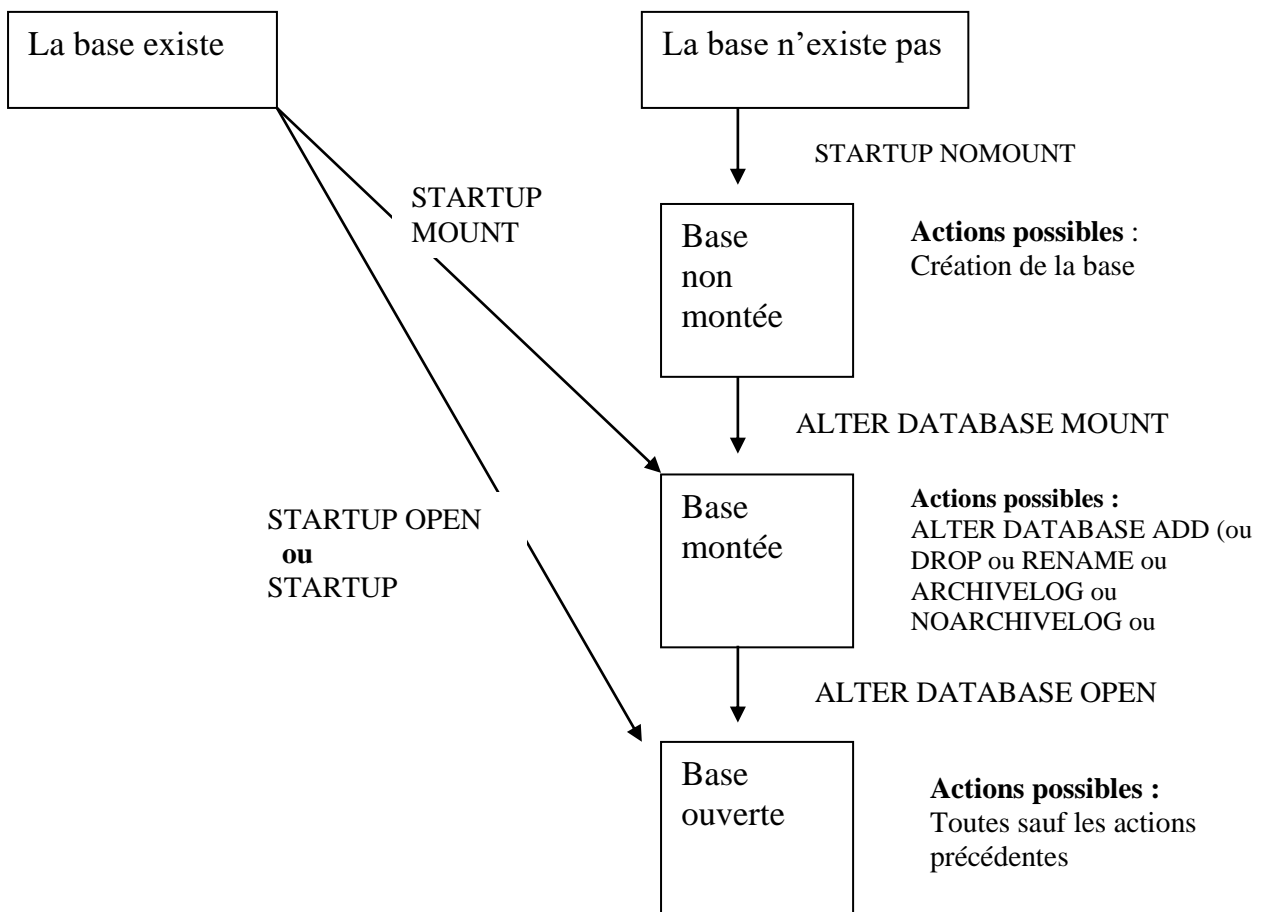 La base existe
La base n’existe pas
STARTUP NOMOUNT
STARTUP
MOUNT
Base
non
montée
Actions possibles :
Création de la base
ALTER DATABASE MOUNT
Base
montée
Actions possibles :
ALTER DATABASE ADD (ou
DROP ou RENAME ou
ARCHIVELOG ou
NOARCHIVELOG ou
STARTUP OPEN
ou
STARTUP
ALTER DATABASE OPEN
Base
ouverte
Actions possibles :
Toutes sauf les actions
précédentes